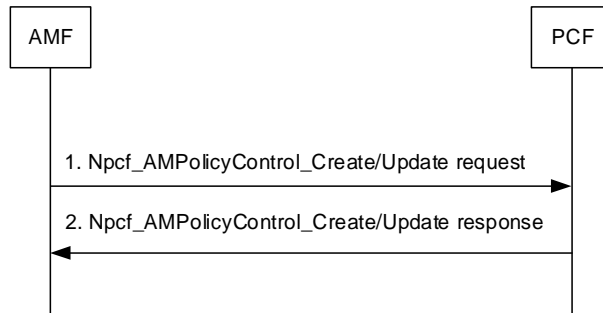 AMF
PCF
1. Npcf_AMPolicyControl_Create/Update request
2. Npcf_AMPolicyControl_Create/Update response